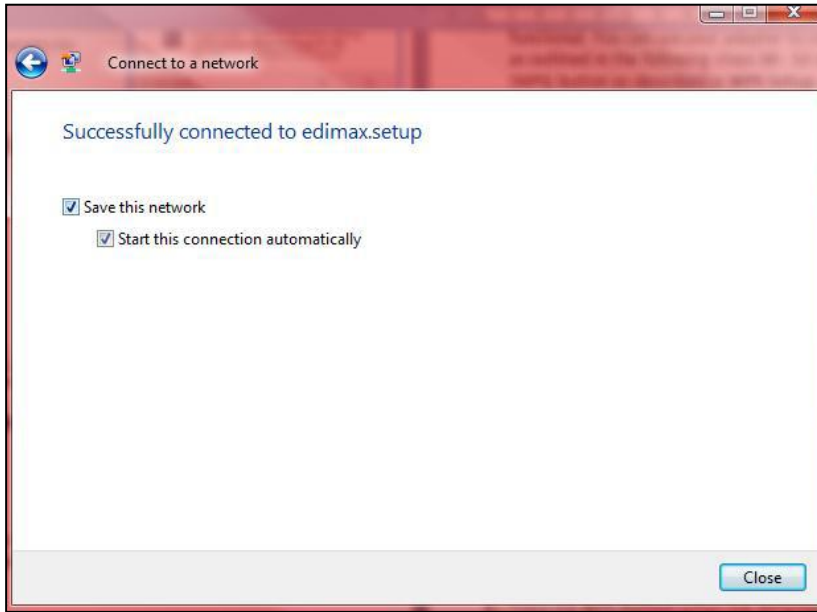 Connect to a network
Successfully connected to edimax.setup
Save this network
Start this connection automatically
Close